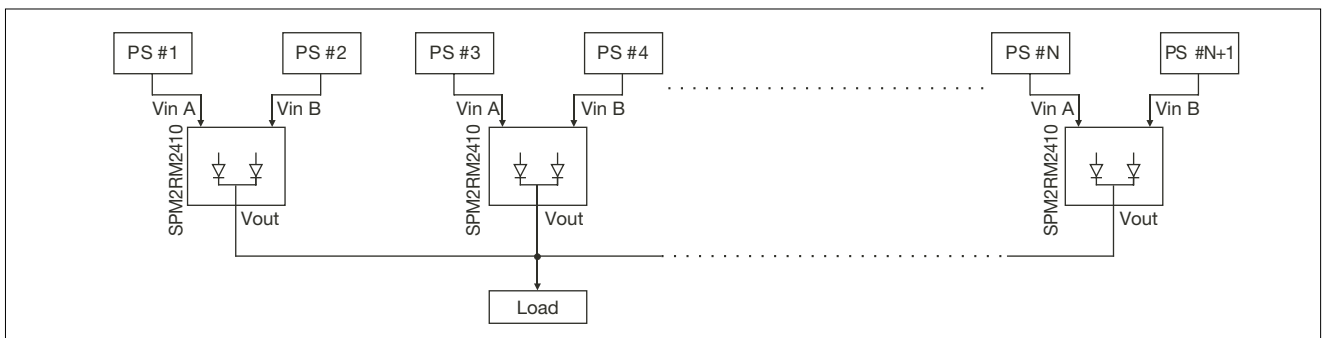 PS #1
PS #2
PS #3
PS #4
PS #N
PS #N+1
Vin A
Vin B
Vin A
Vin B
Vin A
Vin B
SPM2RM2410
SPM2RM2410
SPM2RM2410
Vout
Vout
Vout
Load